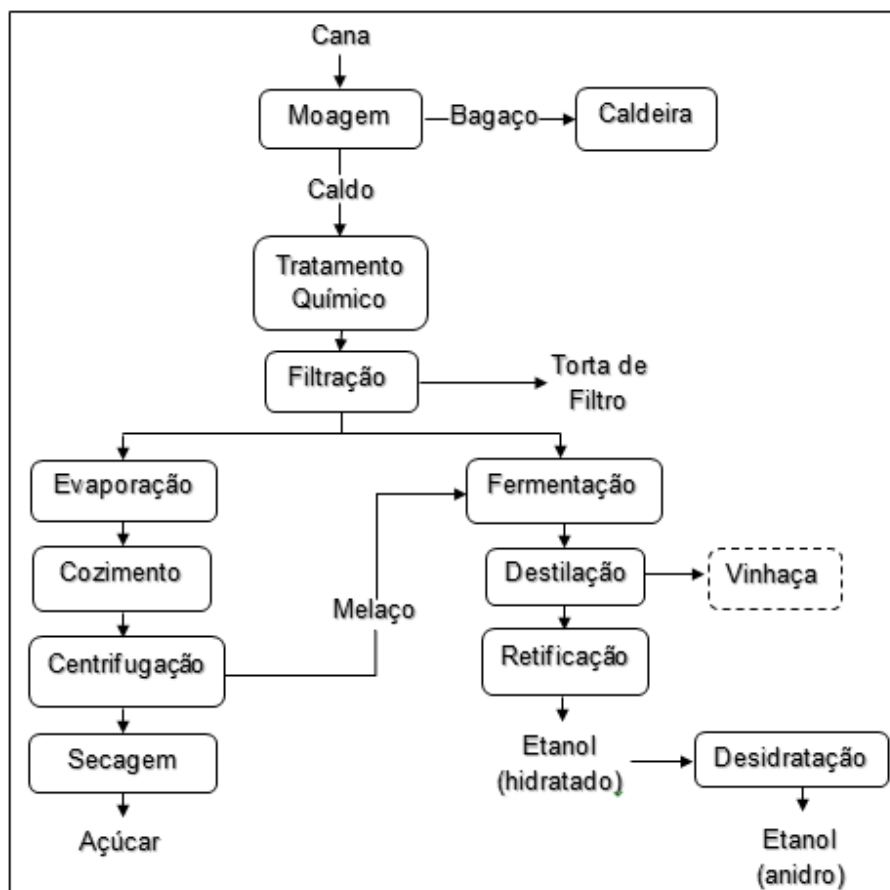 Cana
Moagem
Bagaço
Caldeira
Caldo
Tratamento
Químico
Filtração
Torta de
Filtro
Evaporação
Fermentação
Cozimento
Destilação
Vinhaça
Melaço
Centrifugação
Retificação
Secagem
Etanol
(hidratado)
Desidratação
Açúcar
Etanol
(anidro)